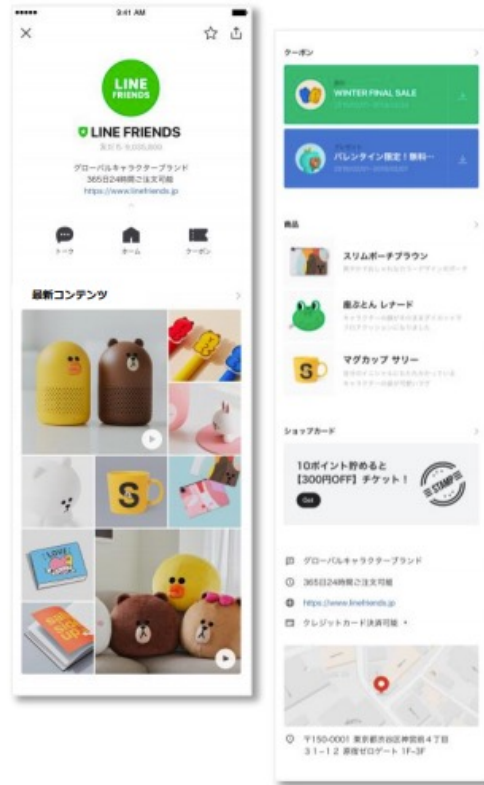 9:41 AM
LINE
FRIENDS
LINE FRIENDS
グローバルキャラクターブランド
365日24時間ご注文可能
https://www.linefriends.jp
トーク
ホーム
クーポン
最新コンテンツ
S
LOVE
クーポン
WINTER FINAL SALE
バレンタイン限定!無料…
商品
スリムポーチブラウン
座ぶとん レナード
S
マグカップ サリー
ショップカード
10ポイント貯めると
【300円OFF】チケット!
Get
STAMP
グローバルキャラクターブランド
365日24時間ご注文可能
https://www.linefriends.jp
クレジットカード決済可能
〒150-0001 東京都渋谷区神宮前4丁目
31-12 原宿ゼロゲート 1F-3F